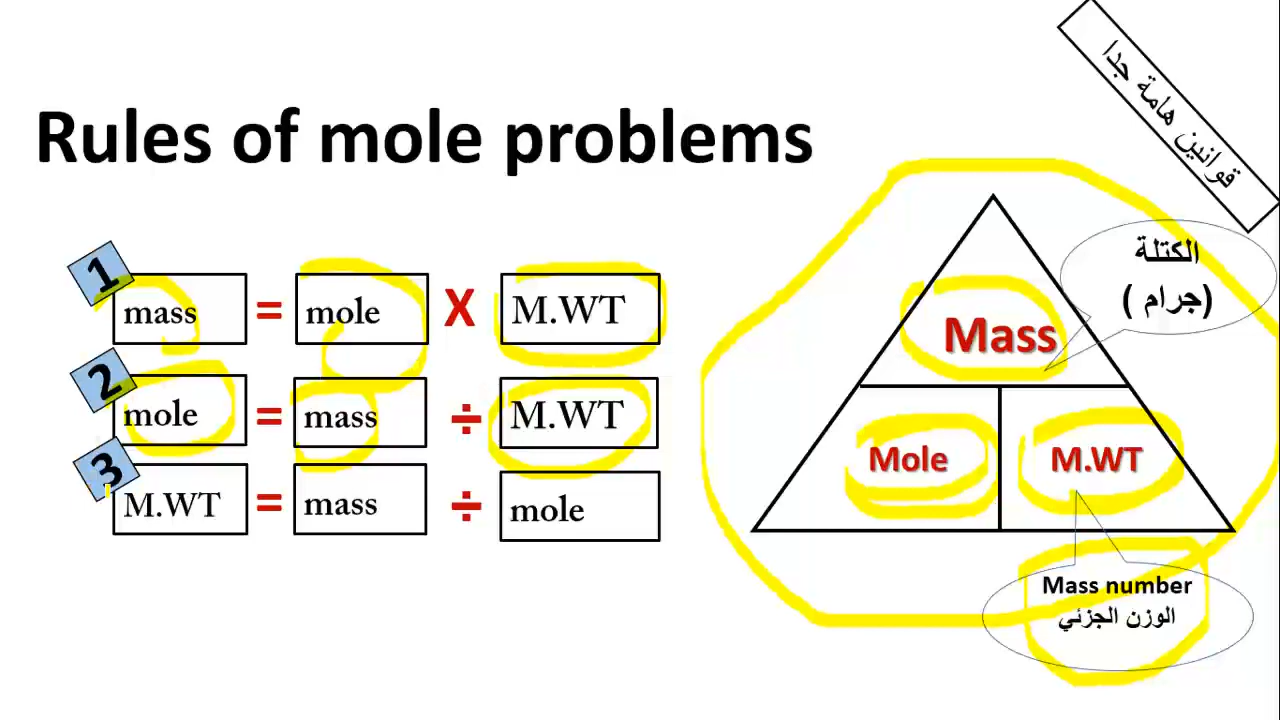 قوانين هامة جدا
Rules of mole problems
1
mass = mole X M.WT
2
mole = mass ÷ M.WT
3
M.WT = mass ÷ mole
الكتلة
(جرام )
Mass
Mole M.WT
Mass number
الوزن الجزئي